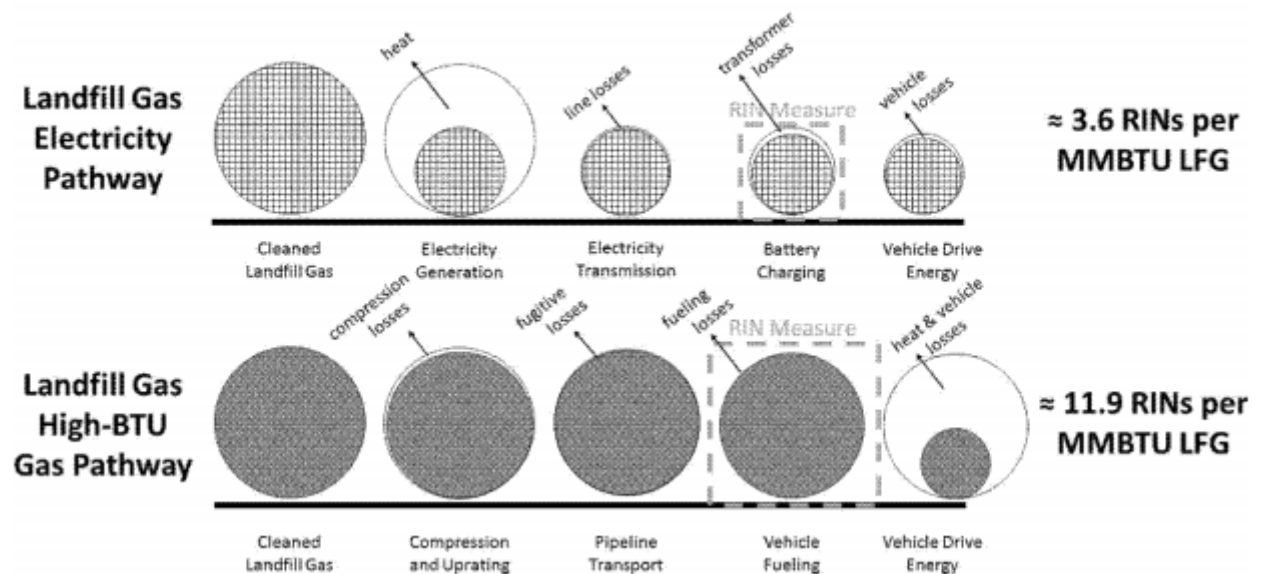 Landfill Gas
Electricity
Pathway
heat
line losses
transformer
losses
RIN Measure
vehicle
losses
≈ 3.6 RINs per
MMBTU LFG
Cleaned
Landfill Gas
Electricity
Generation
Electricity
Transmission
Battery
Charging
Vehicle Drive
Energy
Landfill Gas
High-BTU
Gas Pathway
compression
losses
fugitive
losses
fueling
losses
RIN Measure
heat & vehicle
losses
≈ 11.9 RINs per
MMBTU LFG
Cleaned
Landfill Gas
Compression
and Uprating
Pipeline
Transport
Vehicle
Fueling
Vehicle Drive
Energy